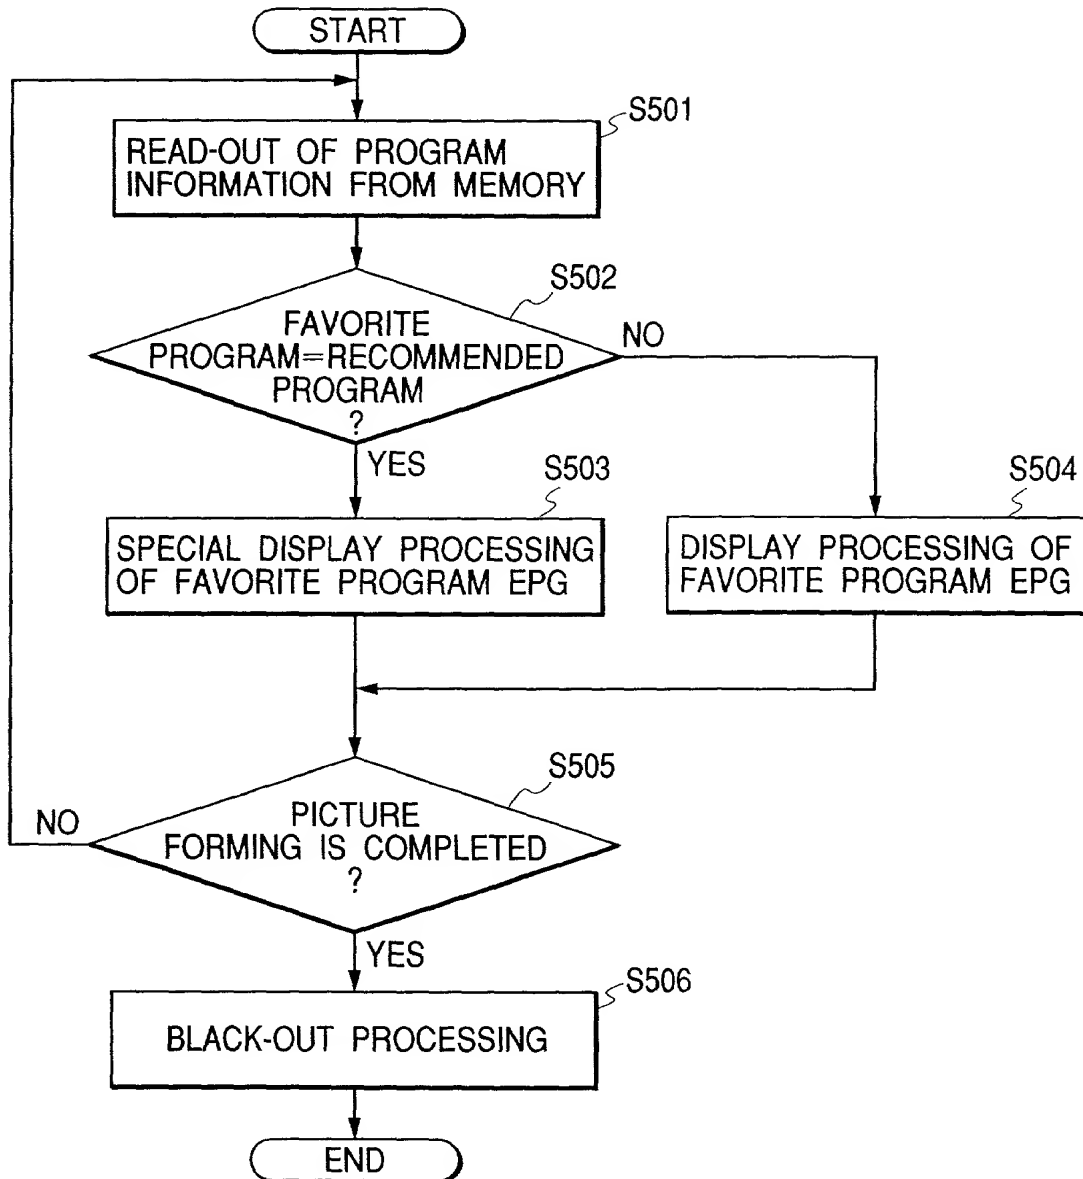 START
S501
READ-OUT OF PROGRAM
INFORMATION FROM MEMORY
S502
FAVORITE
PROGRAM=RECOMMENDED
PROGRAM
?
NO
YES
S503
SPECIAL DISPLAY PROCESSING
OF FAVORITE PROGRAM EPG
S504
DISPLAY PROCESSING OF
FAVORITE PROGRAM EPG
S505
PICTURE
FORMING IS COMPLETED
?
NO
YES
S506
BLACK-OUT PROCESSING
END